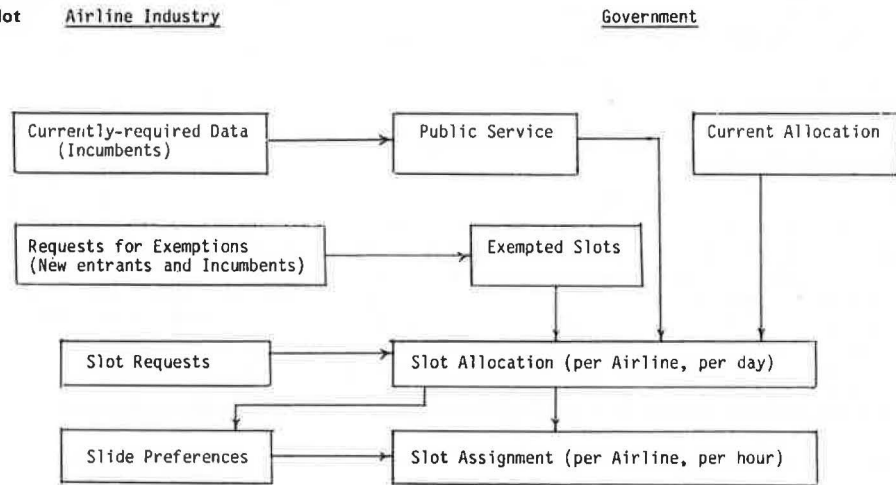 lot Airline Industry Government
Currently-required Data
(Incumbents)
Public Service
Current Allocation
Requests for Exemptions
(New entrants and Incumbents)
Exempted Slots
Slot Requests
Slot Allocation (per Airline, per day)
Slide Preferences
Slot Assignment (per Airline, per hour)